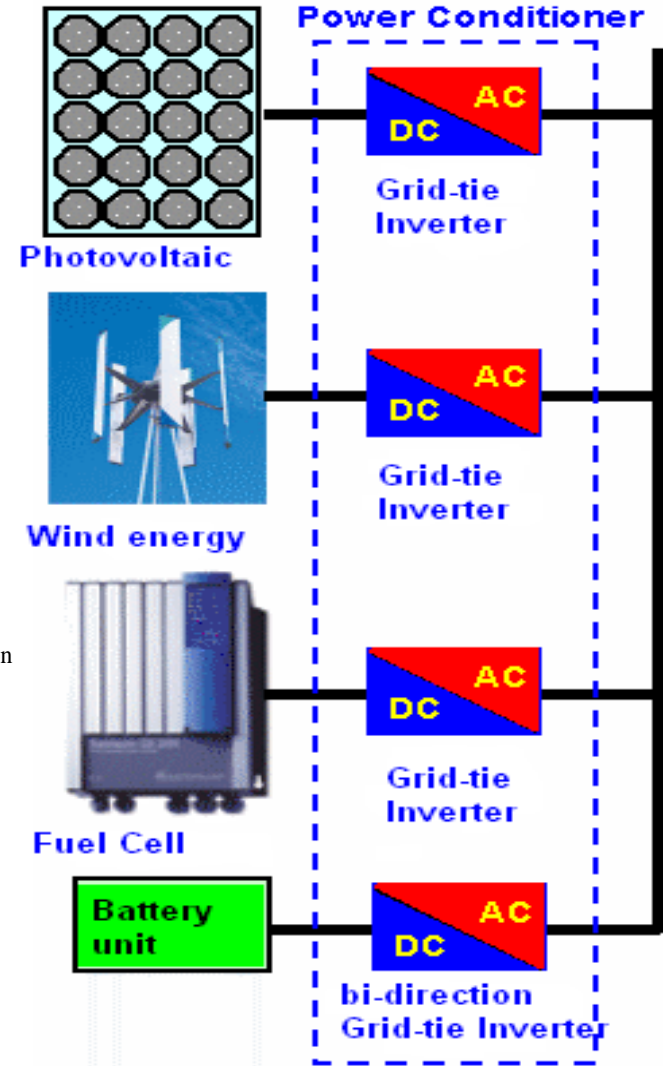 Power Conditioner
AC
DC
Grid-tie
Inverter
Photovoltaic
AC
DC
Grid-tie
Inverter
Wind energy
n
AC
DC
Grid-tie
Inverter
Fuel Cell
Battery
unit
AC
DC
bi-direction
Grid-tie Inverter